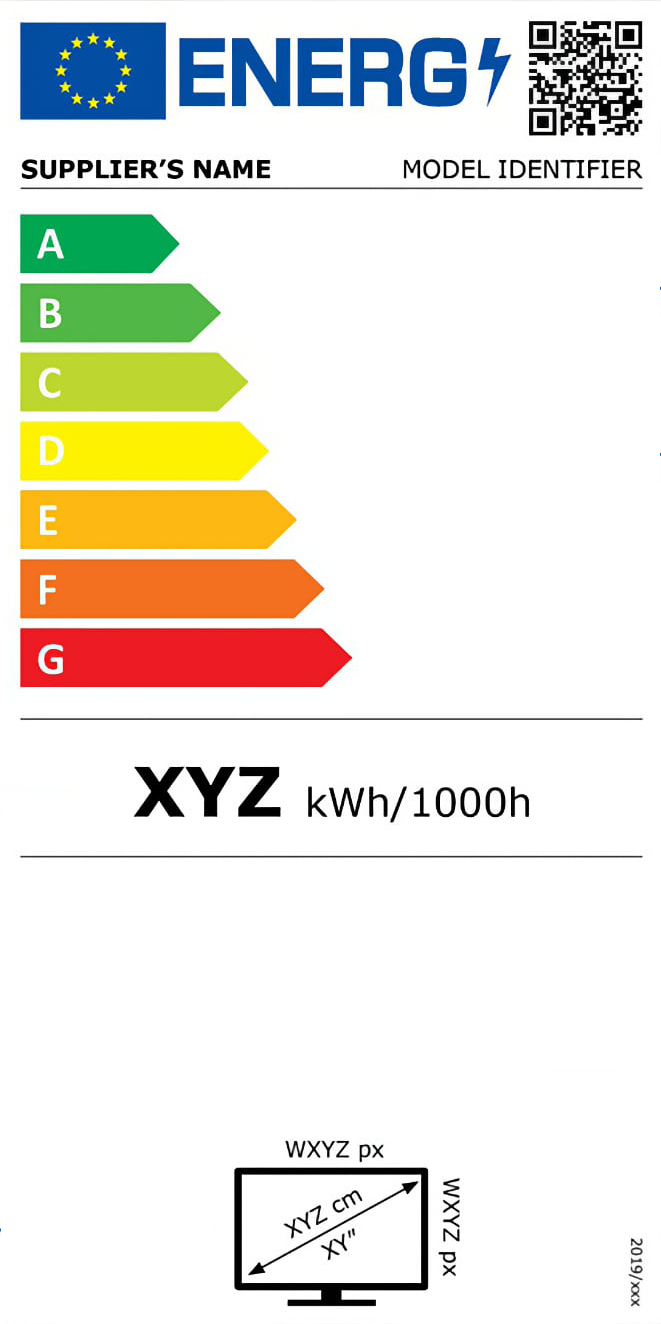 ENERG
SUPPLIER’S NAME MODEL IDENTIFIER
A
B
C
D
E
F
G
XYZ kWh/1000h
WXYZ px
XYZ cm
XY”
WXYZ px
2019/xxx